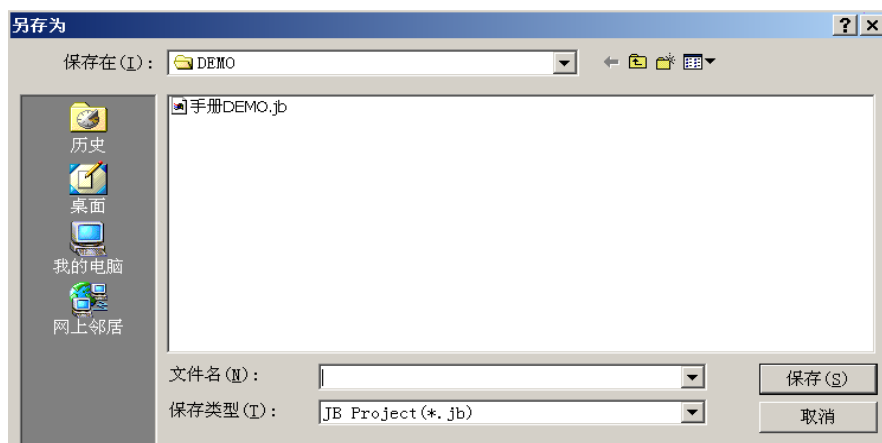 另存为
保存在(I): DEMO
手册DEMO.jb
历史
桌面
我的电脑
网上邻居
文件名(N):
保存(S)
保存类型(T): JB Project(*.jb)
取消